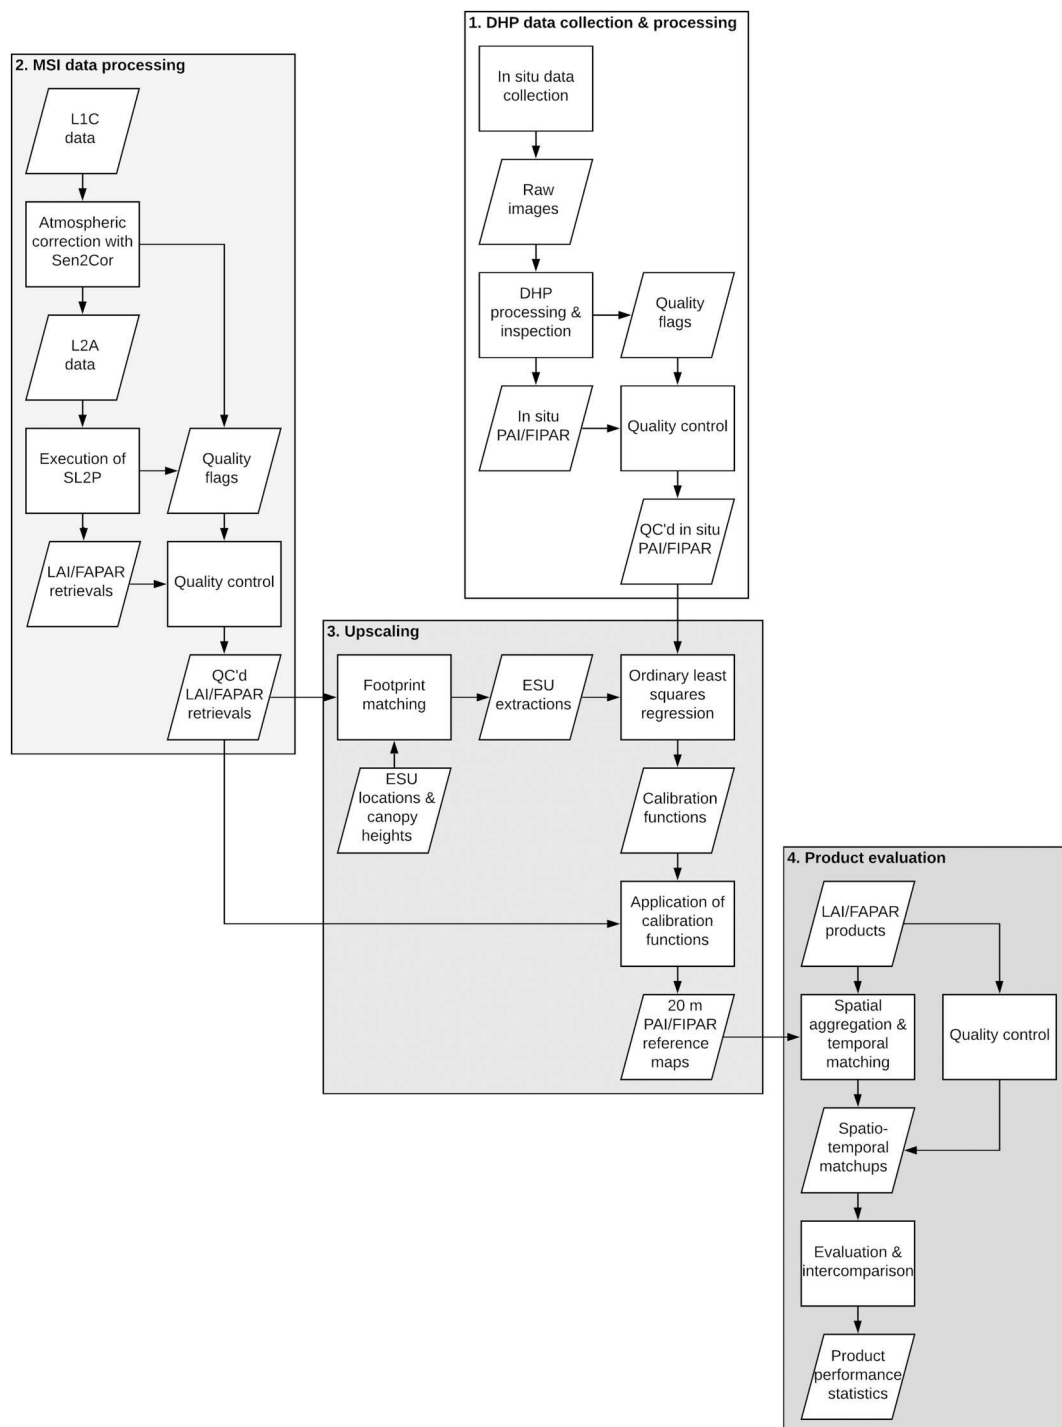 1. DHP data collection & processing
In situ data
collection
Raw
images
DHP
processing &
inspection
Quality
flags
In situ
PAI/FIPAR
Quality control
QC'd in situ
PAI/FIPAR
2. MSI data processing
L1C
data
Atmospheric
correction with
Sen2Cor
L2A
data
Execution of
SL2P
Quality
flags
LAI/FAPAR
retrievals
Quality control
QC'd
LAI/FAPAR
retrievals
3. Upscaling
Footprint
matching
ESU
extractions
Ordinary least
squares
regression
ESU
locations &
canopy
heights
Calibration
functions
Application of
calibration
functions
20 m
PAI/FIPAR
reference
maps
4. Product evaluation
LAI/FAPAR
products
Spatial
aggregation &
temporal
matching
Quality control
Spatio-
temporal
matchups
Evaluation &
intercomparison
Product
performance
statistics